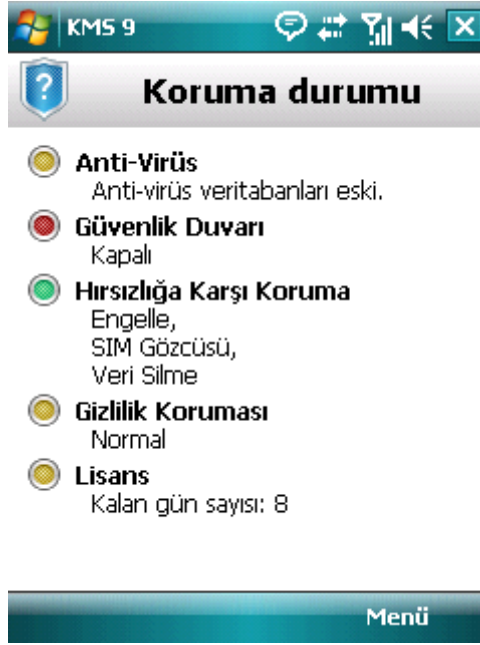 KMS 9
Koruma durumu
Anti-Virüs
Anti-virüs veritabanları eski.
Güvenlik Duvarı
Kapalı
Hırsızlığa Karşı Koruma
Engelle,
SIM Gözcüsü,
Veri Silme
Gizlilik Koruması
Normal
Lisans
Kalan gün sayısı: 8
Menü